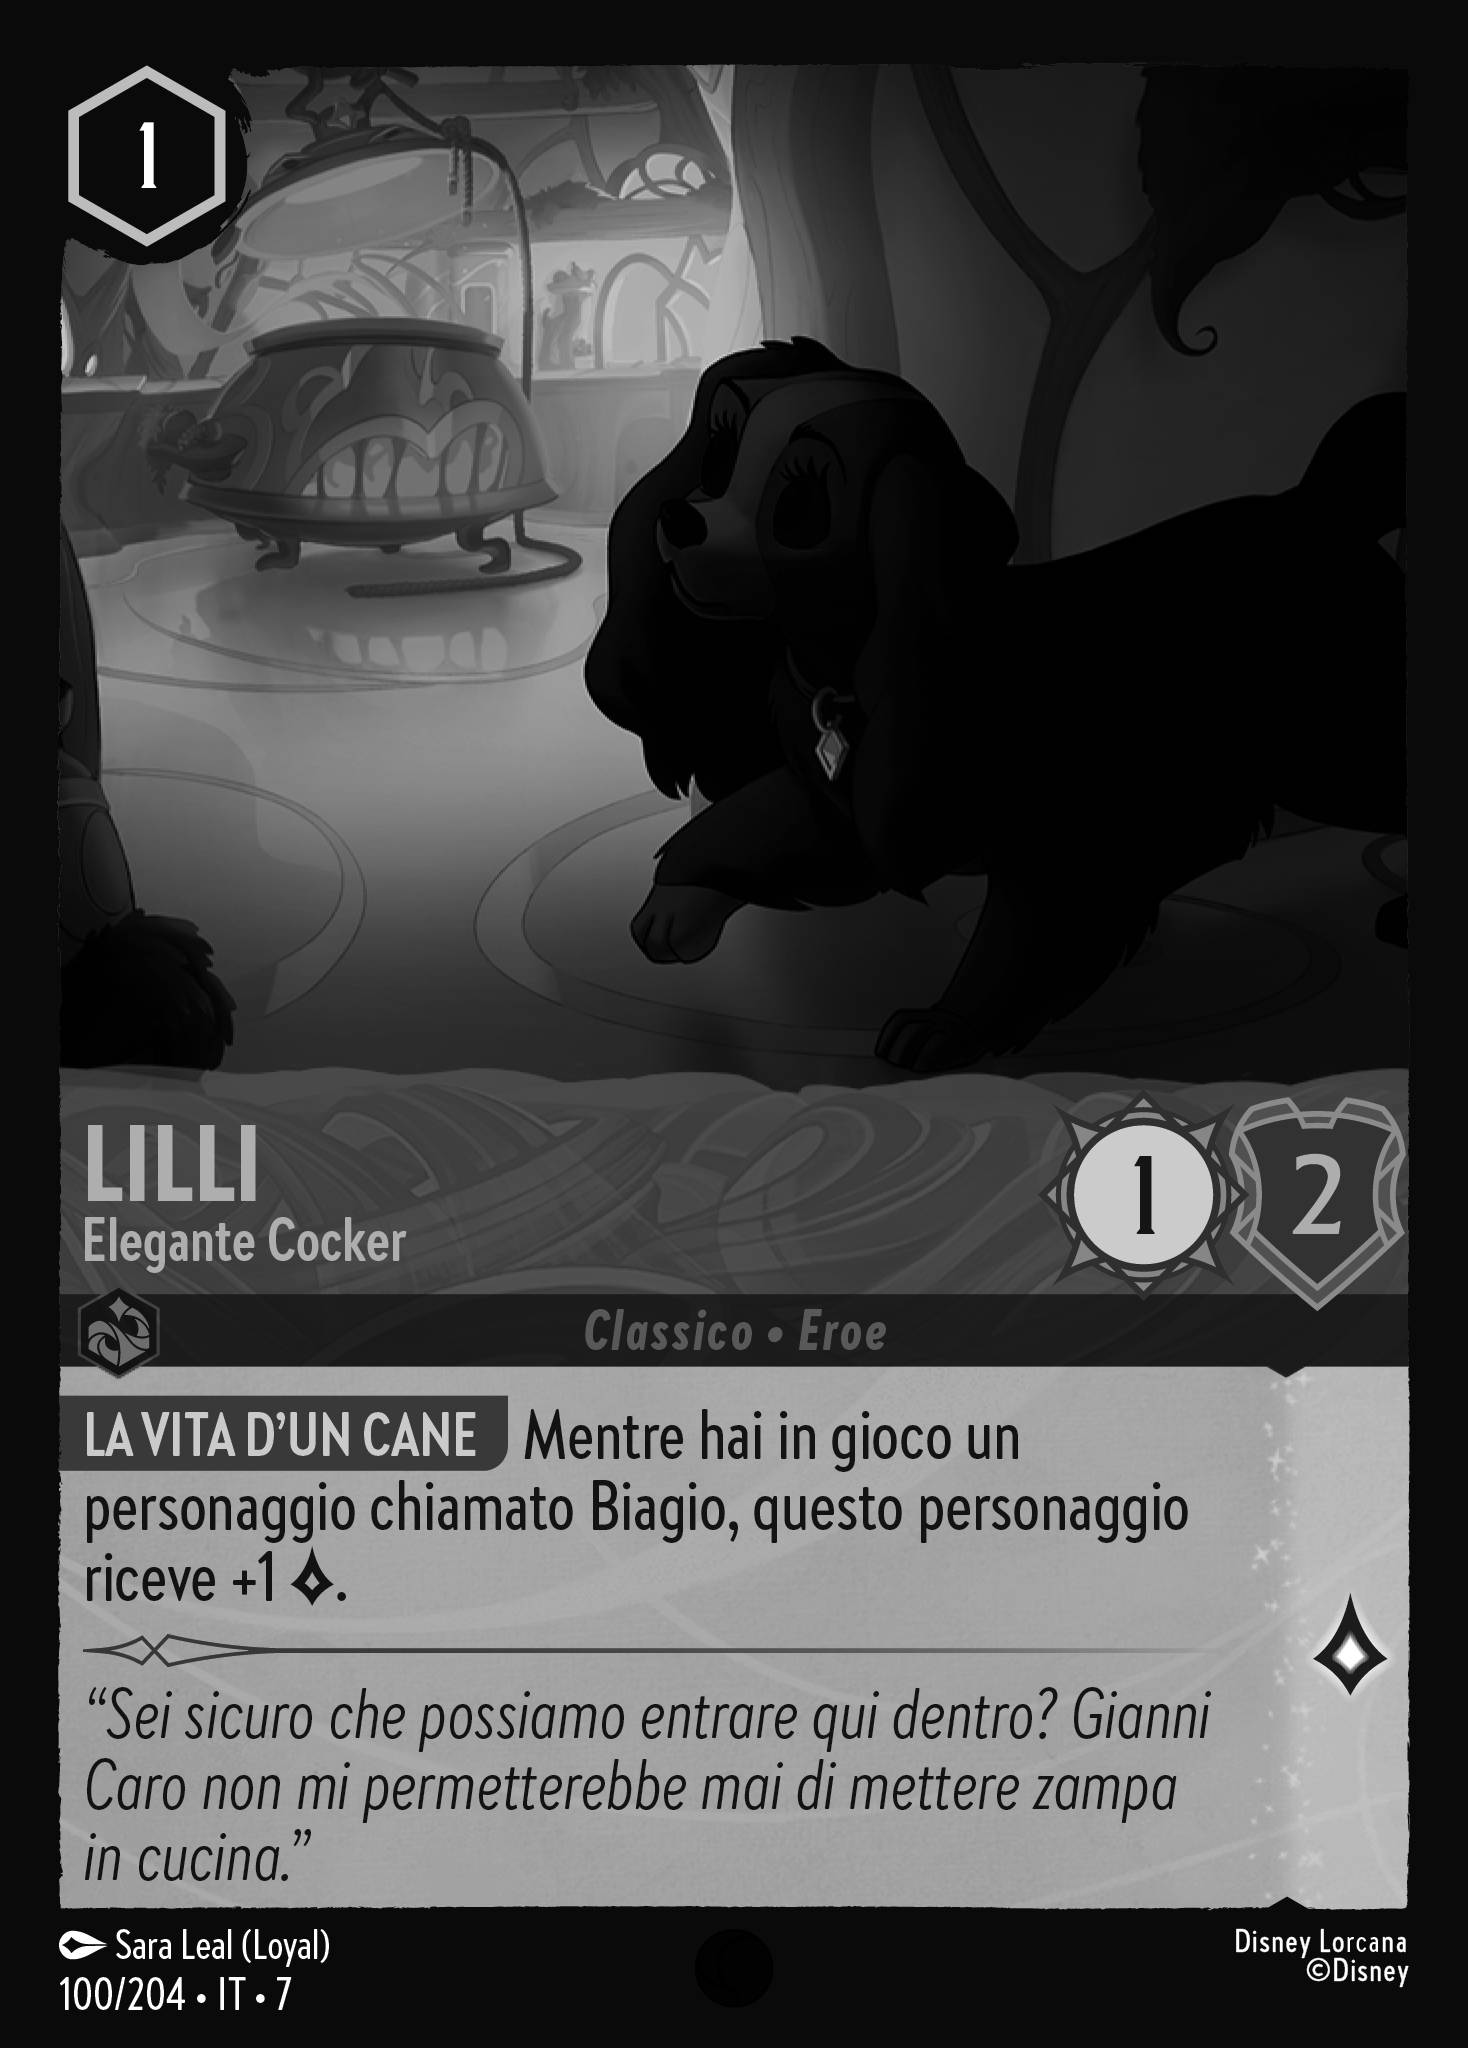 1
LILLI
Elegante Cocker
1 2
Classico • Eroe
LA VITA D’UN CANE Mentre hai in gioco un
personaggio chiamato Biagio, questo personaggio
riceve +1 .
“Sei sicuro che possiamo entrare qui dentro? Gianni
Caro non mi permetterebbe mai di mettere zampa
in cucina.”
Sara Leal (Loyal)
100/204 • IT • 7
Disney Lorcana
©Disney